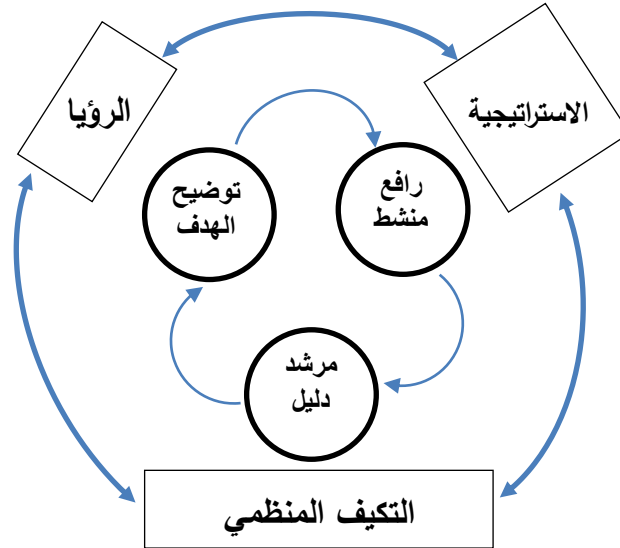 الرؤيا
الاستراتيجية
توضيح
الهدف
رافع
منشط
مرشد
دليل
التكيف المنظمي